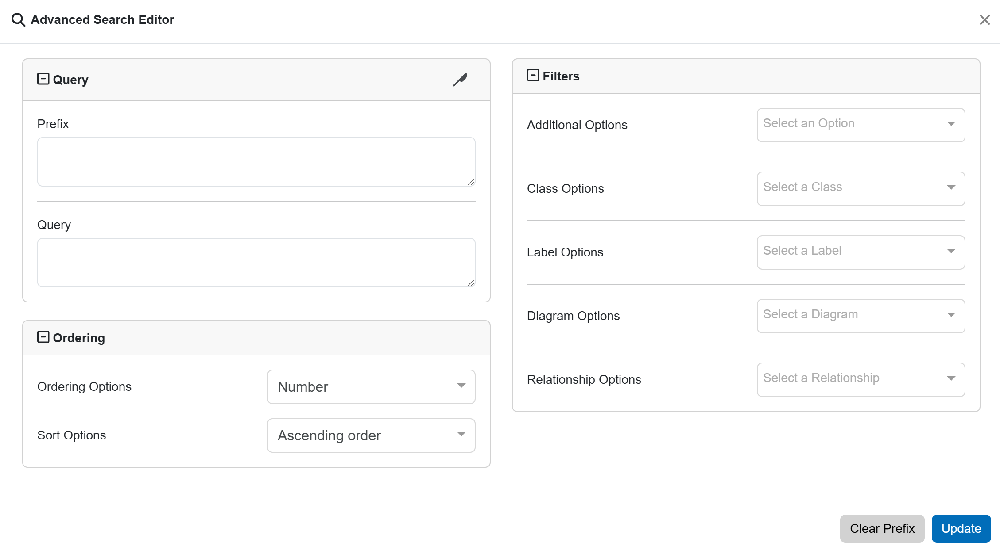 Advanced Search Editor
Query
Prefix
Query
Ordering
Ordering Options
Number
Sort Options
Ascending order
Filters
Additional Options
Select an Option
Class Options
Select a Class
Label Options
Select a Label
Diagram Options
Select a Diagram
Relationship Options
Select a Relationship
Clear Prefix
Update